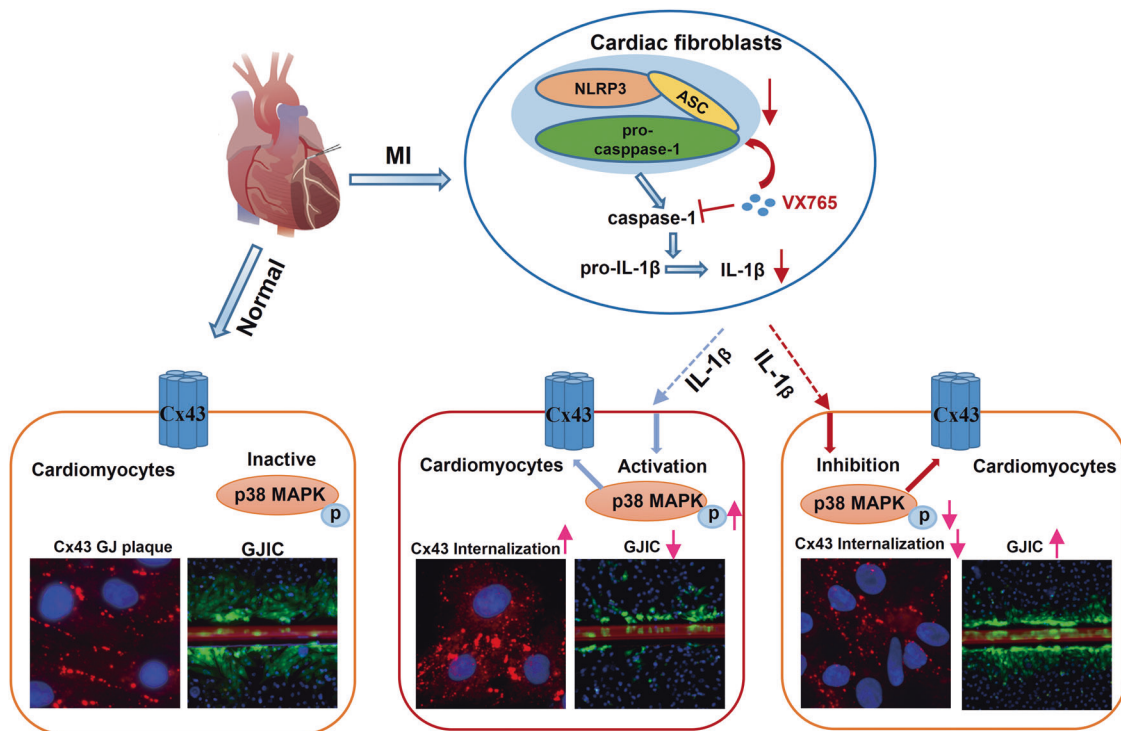 Cardiac fibroblasts
NLRP3
ASC
pro-
casppase-1
MI
VX765
caspase-1
pro-IL-1β
IL-1β
Normal
IL-1β
IL-1β
Cx43
Cardiomyocytes
Inactive
p38 MAPK
p
Cx43 GJ plaque
GJIC
Cx43
Cardiomyocytes
Activation
p38 MAPK
p
Cx43 Internalization
GJIC
Cx43
Inhibition
Cardiomyocytes
p38 MAPK
p
Cx43 Internalization
GJIC